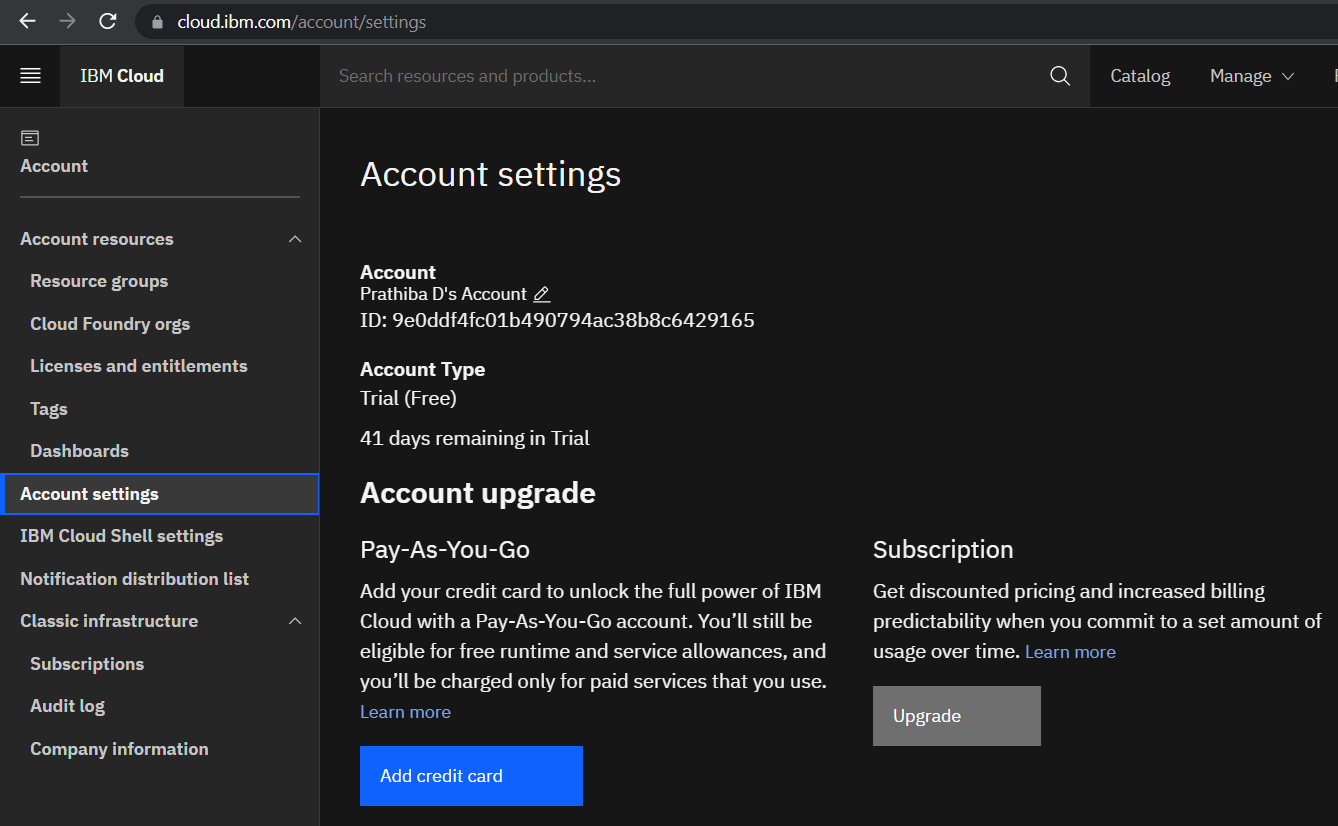 cloud.ibm.com/account/settings
IBM Cloud
Search resources and products...
Catalog
Manage
Account
Account resources
Resource groups
Cloud Foundry orgs
Licenses and entitlements
Tags
Dashboards
Account settings
IBM Cloud Shell settings
Notification distribution list
Classic infrastructure
Subscriptions
Audit log
Company information
Account settings
Account
Prathiba D's Account
ID: 9e0ddf4fc01b490794ac38b8c6429165
Account Type
Trial (Free)
41 days remaining in Trial
Account upgrade
Pay-As-You-Go
Add your credit card to unlock the full power of IBM
Cloud with a Pay-As-You-Go account. You’ll still be
eligible for free runtime and service allowances, and
you’ll be charged only for paid services that you use.
Learn more
Add credit card
Subscription
Get discounted pricing and increased billing
predictability when you commit to a set amount of
usage over time. Learn more
Upgrade